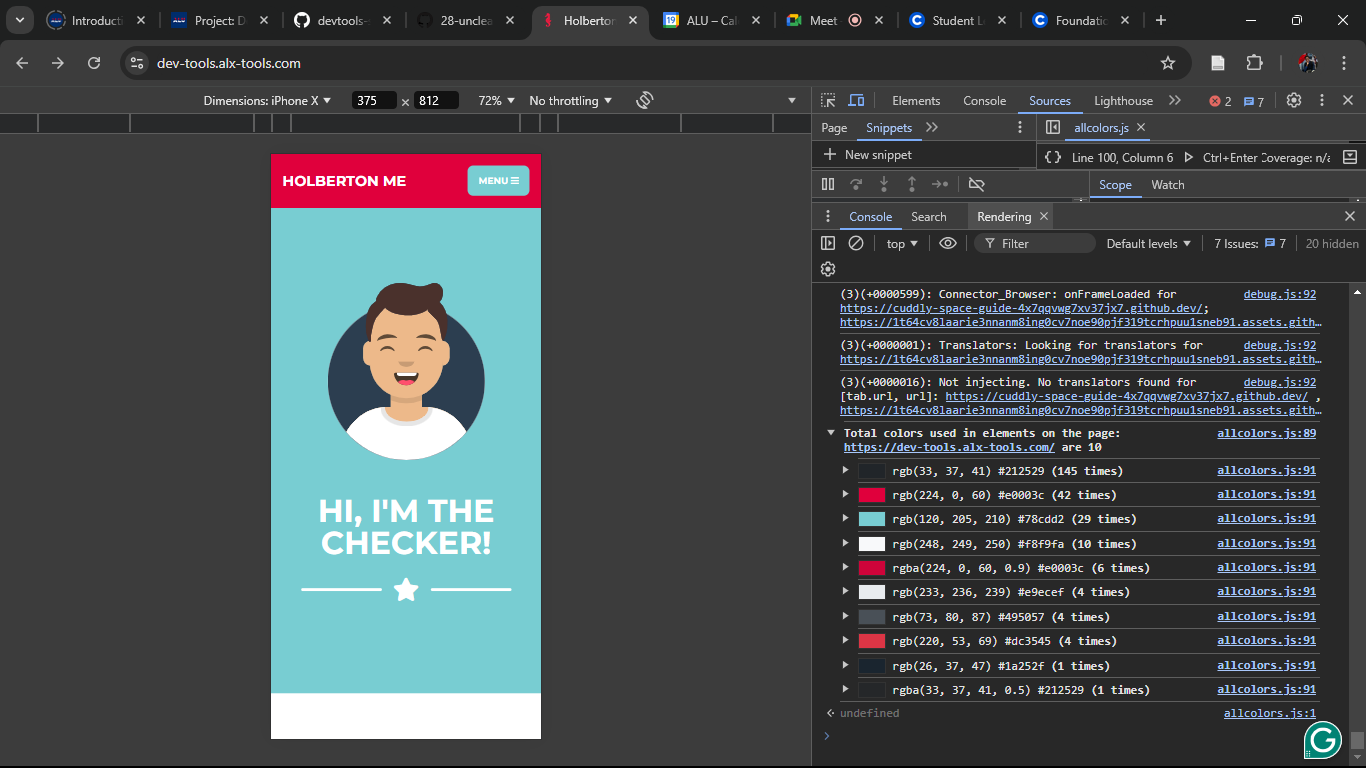 Introducti
Project: D
devtools-
28-unclea
Holberton
ALU – Cal
Meet
Student L
Foundatio
dev-tools.alx-tools.com
Dimensions: iPhone X
375
×
812
72%
No throttling
Elements
Console
Sources
Lighthouse
2
7
Page
Snippets
allcolors.js
New snippet
{}
Line 100, Column 6
Ctrl+Enter
Coverage: n/a
Scope
Watch
Console
Search
Rendering
top
Filter
Default levels
7 Issues:
7
20 hidden
(3)(+0000599): Connector_Browser: onFrameLoaded for debug.js:92
https://cuddly-space-guide-4x7qqvwg7xv37jx7.github.dev/;
https://1t64cv8laarie3nnanm8ing0cv7noe90pjf319tcrhpuu1sneb91.assets.gith…
(3)(+0000001): Translators: Looking for translators for debug.js:92
https://1t64cv8laarie3nnanm8ing0cv7noe90pjf319tcrhpuu1sneb91.assets.gith…
(3)(+0000016): Not injecting. No translators found for debug.js:92
[tab.url, url]: https://cuddly-space-guide-4x7qqvwg7xv37jx7.github.dev/ ,
https://1t64cv8laarie3nnanm8ing0cv7noe90pjf319tcrhpuu1sneb91.assets.gith…
Total colors used in elements on the page: allcolors.js:89
https://dev-tools.alx-tools.com/ are 10
rgb(33, 37, 41) #212529 (145 times) allcolors.js:91
rgb(224, 0, 60) #e0003c (42 times) allcolors.js:91
rgb(120, 205, 210) #78cdd2 (29 times) allcolors.js:91
rgb(248, 249, 250) #f8f9fa (10 times) allcolors.js:91
rgba(224, 0, 60, 0.9) #e0003c (6 times) allcolors.js:91
rgb(233, 236, 239) #e9ecef (4 times) allcolors.js:91
rgb(73, 80, 87) #495057 (4 times) allcolors.js:91
rgb(220, 53, 69) #dc3545 (4 times) allcolors.js:91
rgb(26, 37, 47) #1a252f (1 times) allcolors.js:91
rgba(33, 37, 41, 0.5) #212529 (1 times) allcolors.js:91
undefined allcolors.js:1
HOLBERTON ME
MENU
HI, I'M THE
CHECKER!